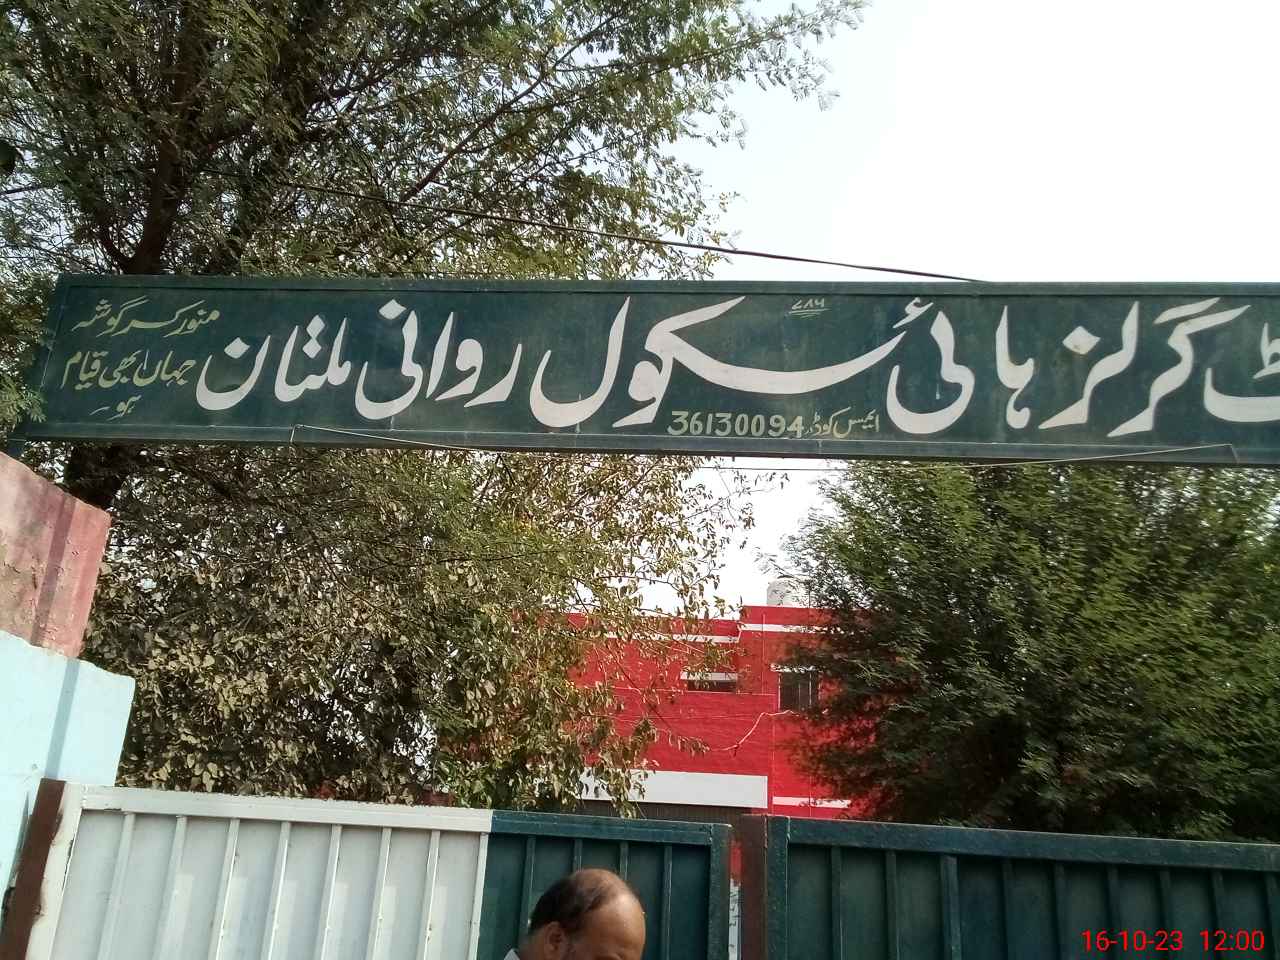 ۷۸۶
گرلز ہائی سکول روانی ملتان
ایمس کوڈ 36130094
منور کر گوشہ
جہاں ابھی قیام
ہو
16-10-23 12:00